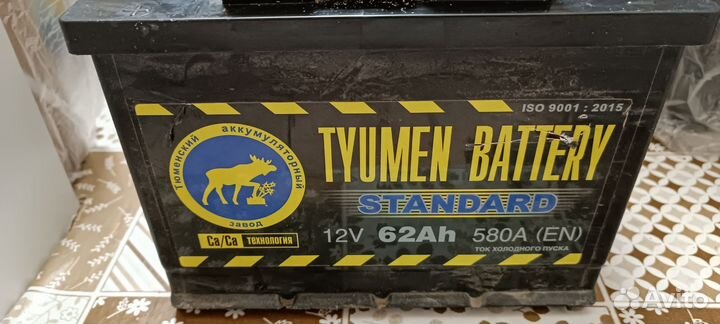 ISO 9001 : 2015
Тюменский аккумуляторный завод
TYUMEN BATTERY
STANDARD
12V 62Ah 580A (EN)
ТОК ХОЛОДНОГО ПУСКА
Ca/Ca ТЕХНОЛОГИЯ
Avito